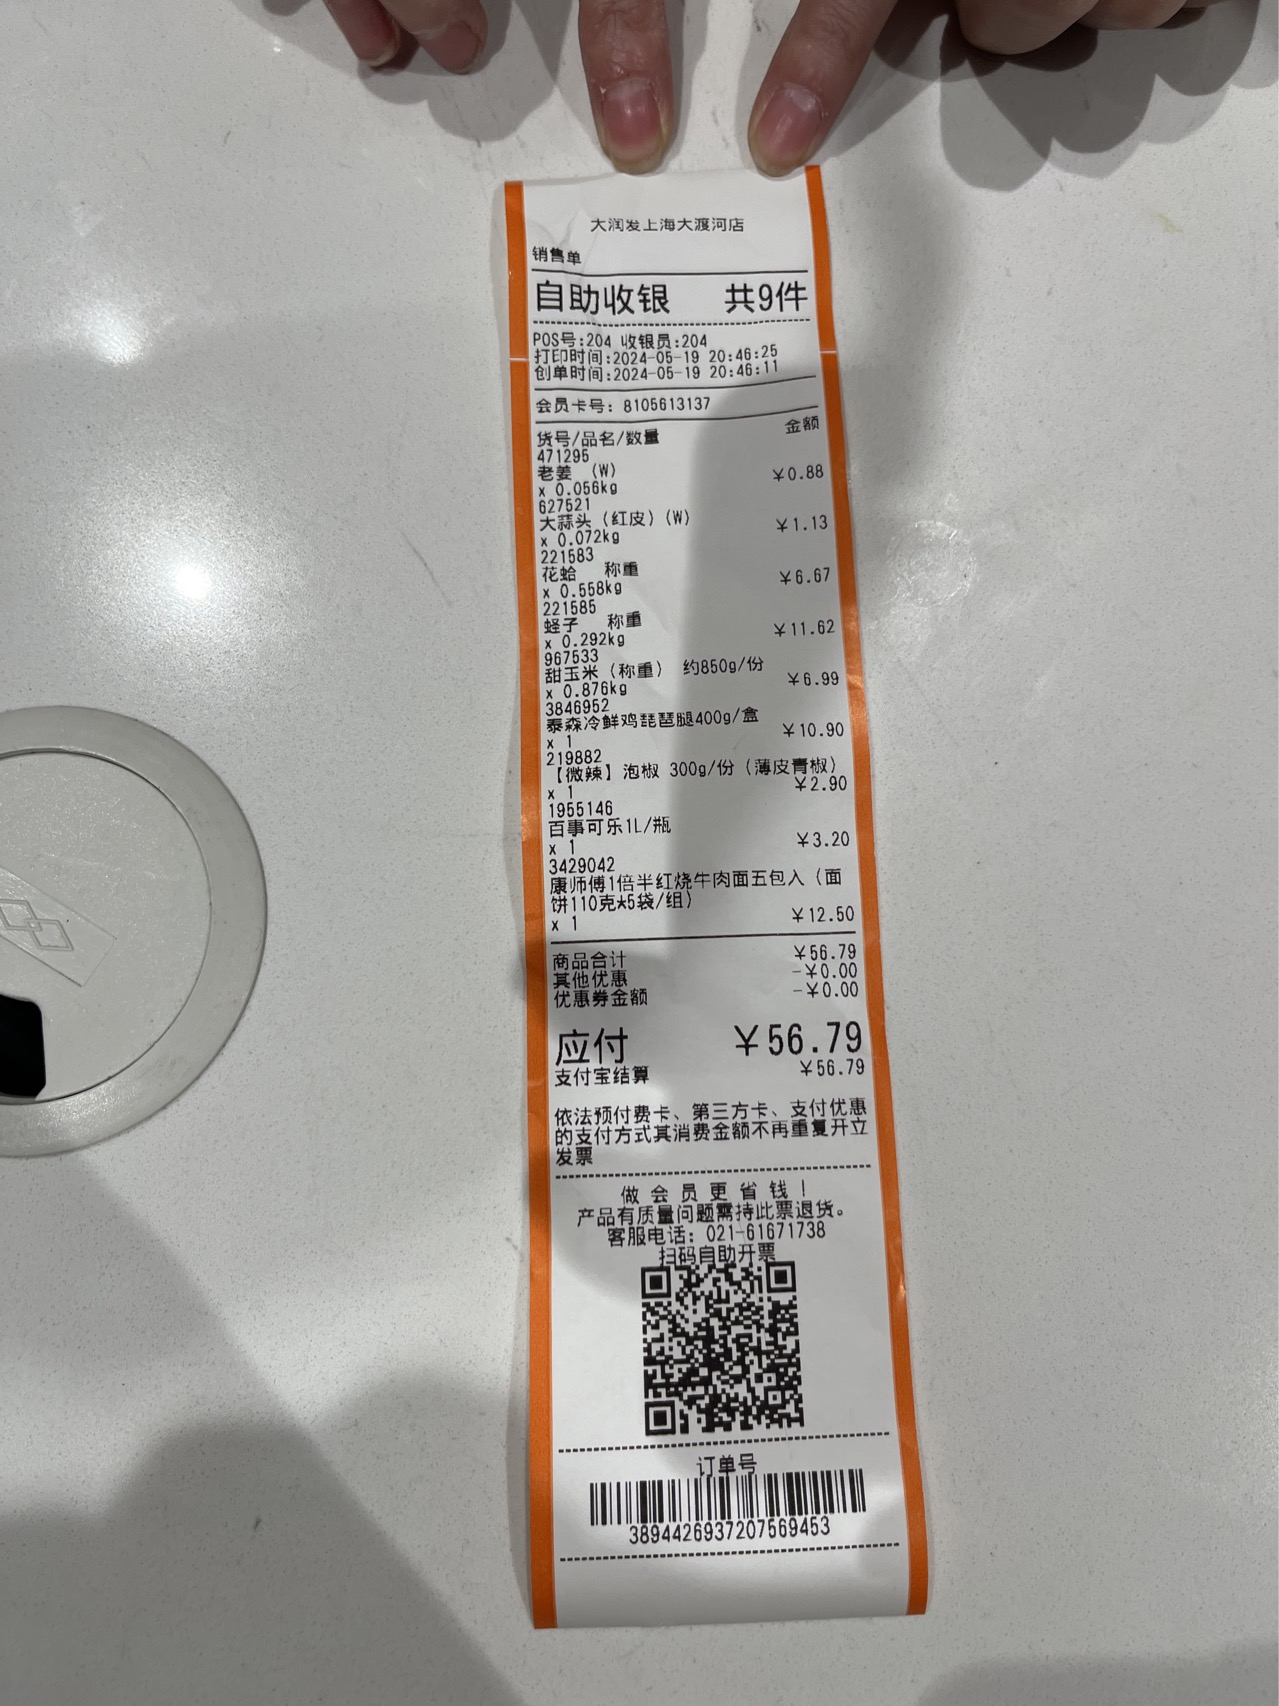 大润发上海大渡河店
销售单
自助收银 共9件
POS号:204 收银员:204
打印时间:2024-05-19 20:46:25
创单时间:2024-05-19 20:46:11
会员卡号: 8105613137
货号/品名/数量 金额
471295
老姜 (W) ¥0.88
x 0.056kg
627521
大蒜头(红皮)(W) ¥1.13
x 0.072kg
221583
花蛤 称重 ¥6.67
x 0.558kg
221585
蛏子 称重 ¥11.62
x 0.292kg
967533
甜玉米(称重) 约850g/份 ¥6.99
x 0.876kg
3846952
泰森冷鲜鸡琵琶腿400g/盒 ¥10.90
x 1
219882
【微辣】泡椒 300g/份(薄皮青椒)
x 1 ¥2.90
1955146
百事可乐1L/瓶 ¥3.20
x 1
3429042
康师傅1倍半红烧牛肉面五包入(面
饼110克*5袋/组)
x 1 ¥12.50
商品合计 ¥56.79
其他优惠 -¥0.00
优惠券金额 -¥0.00
应付 ¥56.79
支付宝结算 ¥56.79
依法预付费卡、第三方卡、支付优惠
的支付方式其消费金额不再重复开立
发票
做会员更省钱!
产品有质量问题需持此票退货。
客服电话: 021-61671738
扫码自助开票
订单号
3894426937207569453